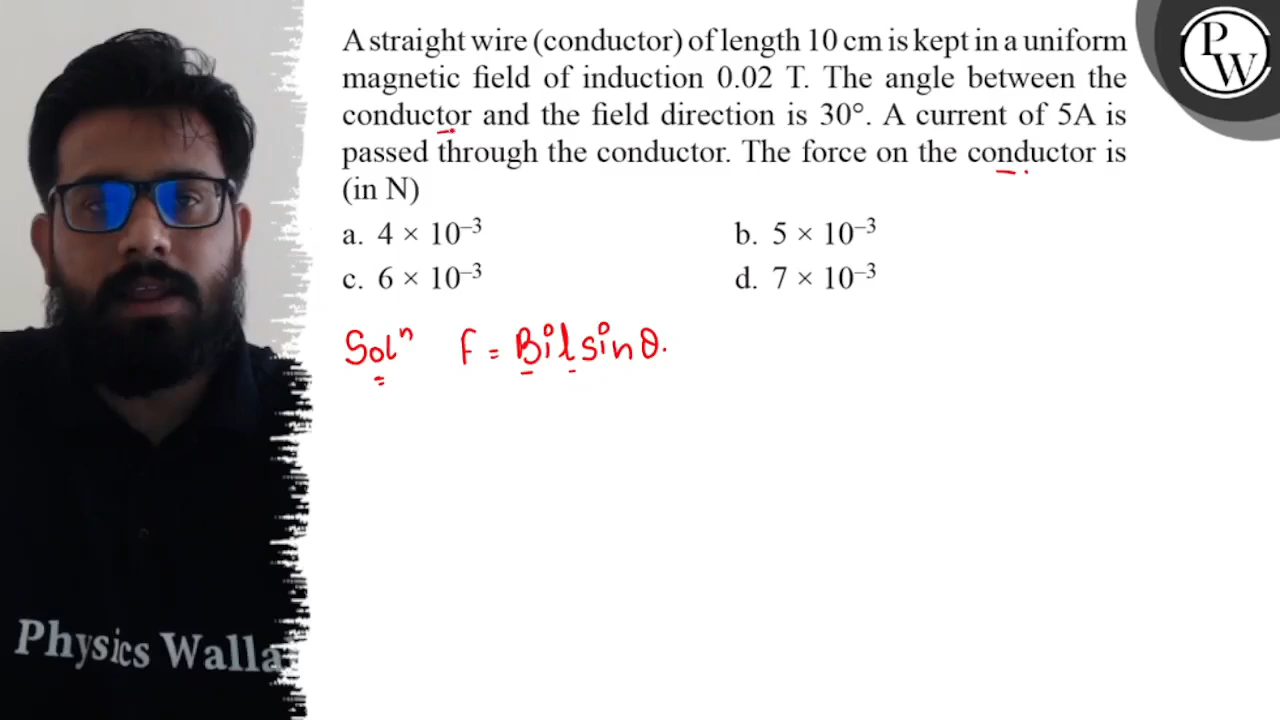 A straight wire (conductor) of length 10 cm is kept in a uniform
magnetic field of induction 0.02 T. The angle between the
conductor and the field direction is 30°. A current of 5A is
passed through the conductor. The force on the conductor is
(in N)
a. 4 × 10⁻³ b. 5 × 10⁻³
c. 6 × 10⁻³ d. 7 × 10⁻³
Solⁿ F = Bil sin θ.
P
W
Physics Walla